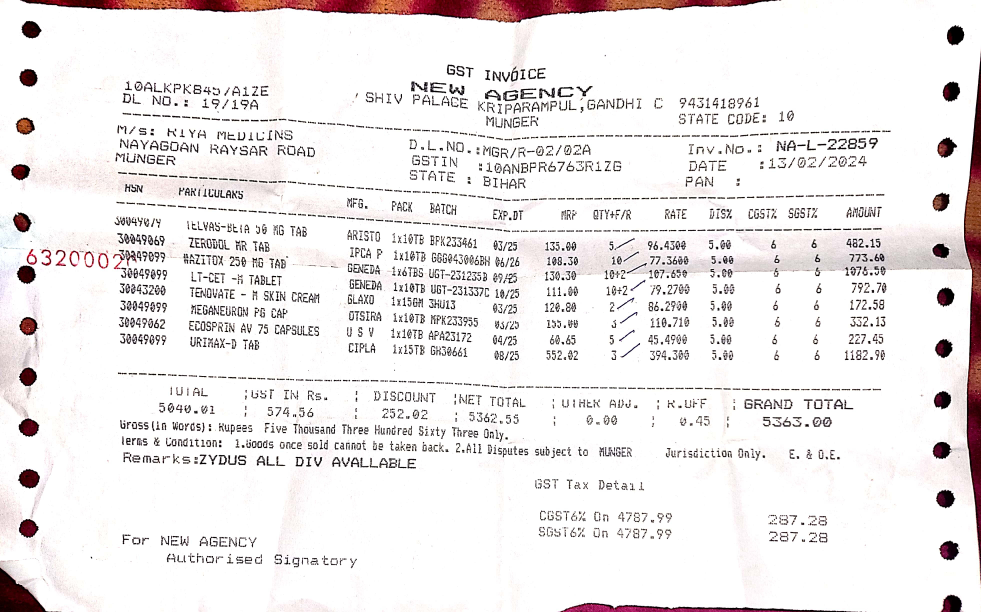 GST INVOICE
10ALKPKB457A1ZE
NEW AGENCY
DL NO.: 19/19A
SHIV PALACE KRIPARAMPUL,GANDHI C 9431418961
MUNGER
STATE CODE: 10
M/s: RIYA MEDICINS
D.L.NO.:MGR/R-02/02A
Inv.No.: NA-L-22859
NAYAGOAN RAYSAR ROAD
GSTIN :10ANBPR6763R1ZG
DATE :13/02/2024
MUNGER
STATE : BIHAR
PAN :
HSN PARTICULARS MFG. PACK BATCH EXP.DT MRP QTY+F/R RATE DIS% CGST% SGST% AMOUNT
30049079 TELVAS-BETA 50 MG TAB ARISTO 1x10TB BPK233461 03/25 135.00 5 96.4300 5.00 6 6 482.15
30049069 ZERODOL MR TAB IPCA P 1x10TB GGG043006BH 06/26 108.30 10 77.3600 5.00 6 6 773.60
6320002
30049099 HAZITOX 250 MG TAB GENEDA 1x6TBS UGT-231235B 09/25 130.30 10+2 107.650 5.00 6 6 1076.50
30049099 LT-CET -M TABLET GENEDA 1x10TB UGT-231337C 10/25 111.00 10+2 79.2700 5.00 6 6 792.70
30043200 TENOVATE - M SKIN CREAM GLAXO 1x15GM 3HU13 03/25 120.80 2 86.2900 5.00 6 6 172.58
30049099 MEGANEURON PG CAP OTSIRA 1x10TB MPK233955 03/25 155.00 3 110.710 5.00 6 6 332.13
30049062 ECOSPRIN AV 75 CAPSULES U S V 1x10TB APA23172 04/25 60.65 5 45.4900 5.00 6 6 227.45
30049099 URIMAX-D TAB CIPLA 1x15TB GH30661 08/25 552.02 3 394.300 5.00 6 6 1182.90
TOTAL ¦GST IN Rs. ¦ DISCOUNT ¦NET TOTAL ¦ OTHER ADJ. ¦ R.OFF ¦ GRAND TOTAL
5040.01 ¦ 574.56 ¦ 252.02 ¦ 5362.55 ¦ 0.00 ¦ 0.45 ¦ 5363.00
Gross(in Words): Rupees Five Thousand Three Hundred Sixty Three Only.
Terms & Condition: 1.Goods once sold cannot be taken back. 2.All Disputes subject to MUNGER Jurisdiction Only. E. & O.E.
Remarks:ZYDUS ALL DIV AVALLABLE
GST Tax Detail
CGST6% On 4787.99 287.28
SGST6% On 4787.99 287.28
For NEW AGENCY
Authorised Signatory